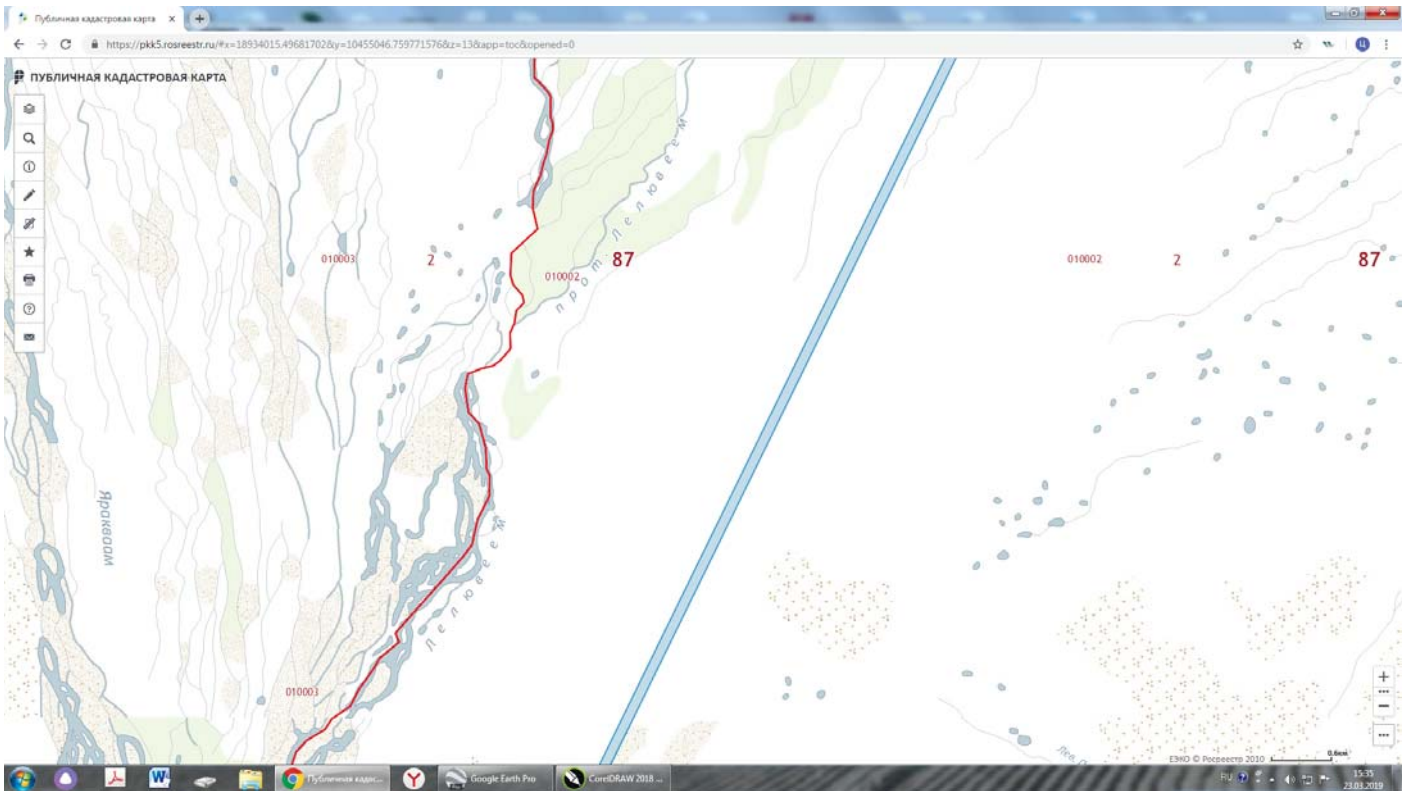 Публичная кадастровая карта
https://pkk5.rosreestr.ru/#x=18934015.49681702&y=10455046.759771576&z=13&app=toc&opened=0
ПУБЛИЧНАЯ КАДАСТРОВАЯ КАРТА
прот. Лелювеем
010003
2
010002
87
010002
2
87
Яракваам
Лелювеем
010003
0.6км
ЕЭКО © Росреестр 2010
Публичная кадас...
Google Earth Pro
CorelDRAW 2018 ...
RU
15:35
23.03.2019